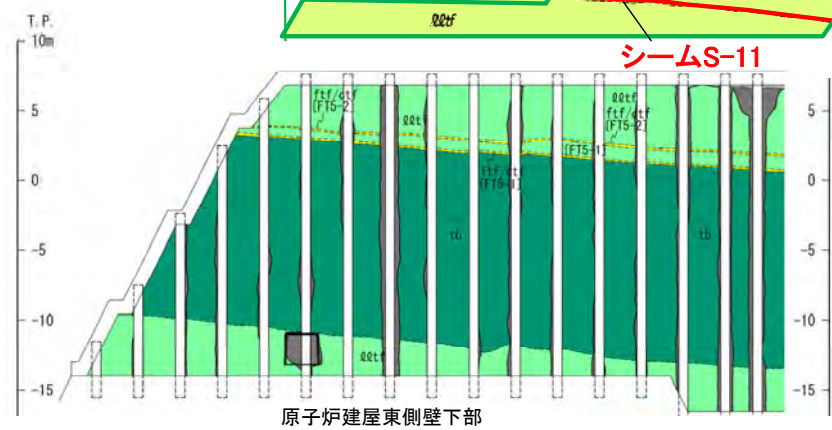 ℓℓtf
シームS-11
T.P.
10m
5
0
-5
-10
-15
ftf/ctf
[FT5-2]
ℓℓtf
ℓℓtf
ftf/ctf
[FT5-2]
[FT5-1]
ftf/ctf
[FT5-1]
tb
tb
ℓℓtf
5
0
-5
-10
-15
原子炉建屋東側壁下部